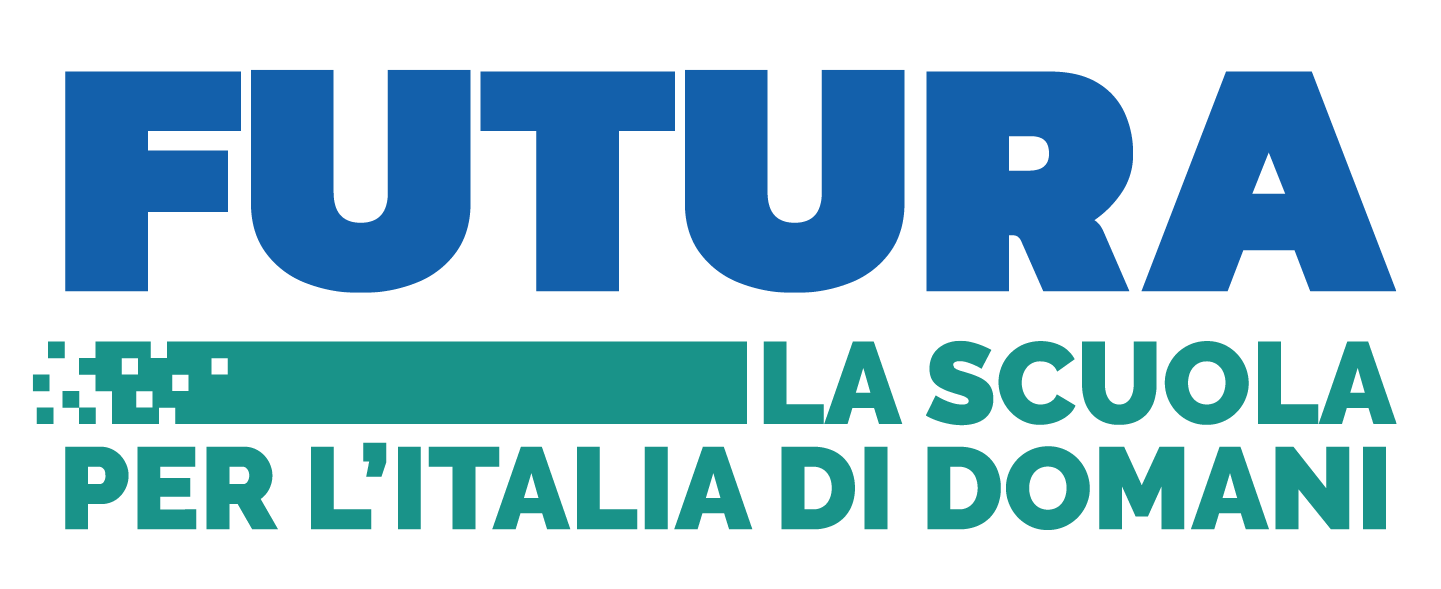 FUTURA
LA SCUOLA
PER L’ITALIA DI DOMANI